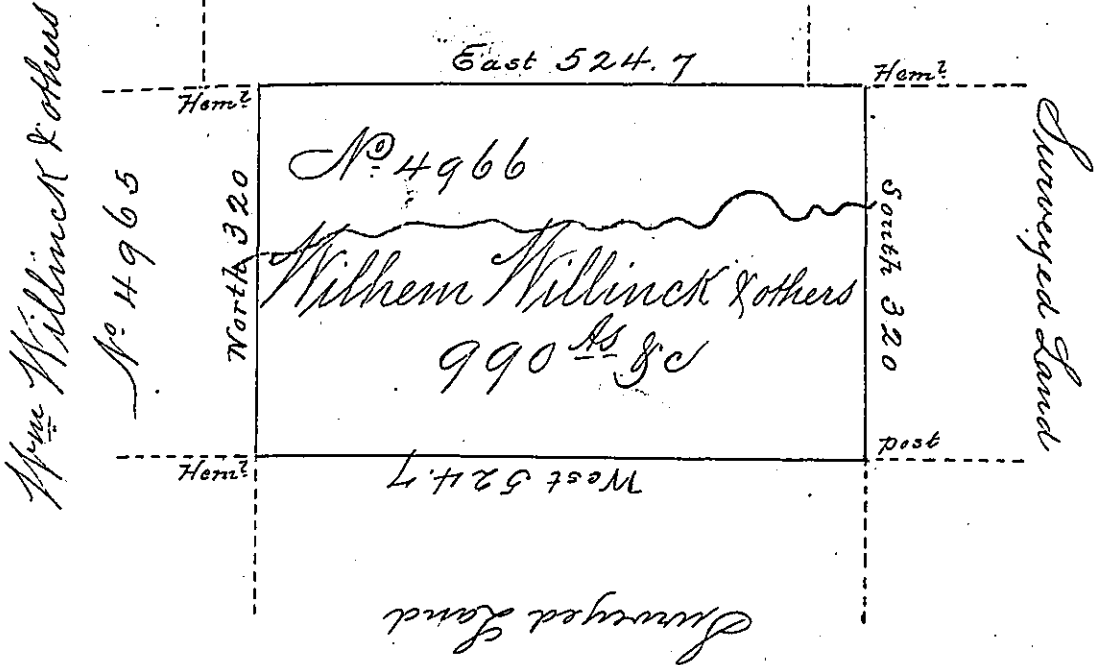 East 524.7
Hem?
Hem?
Wm Willinck & others
No 4965
North 320
No. 4966
Wilhem Willinck & others
990 As &c
South 320
Surveyed Land
Hem?
post
West 524.7
Surveyed Land